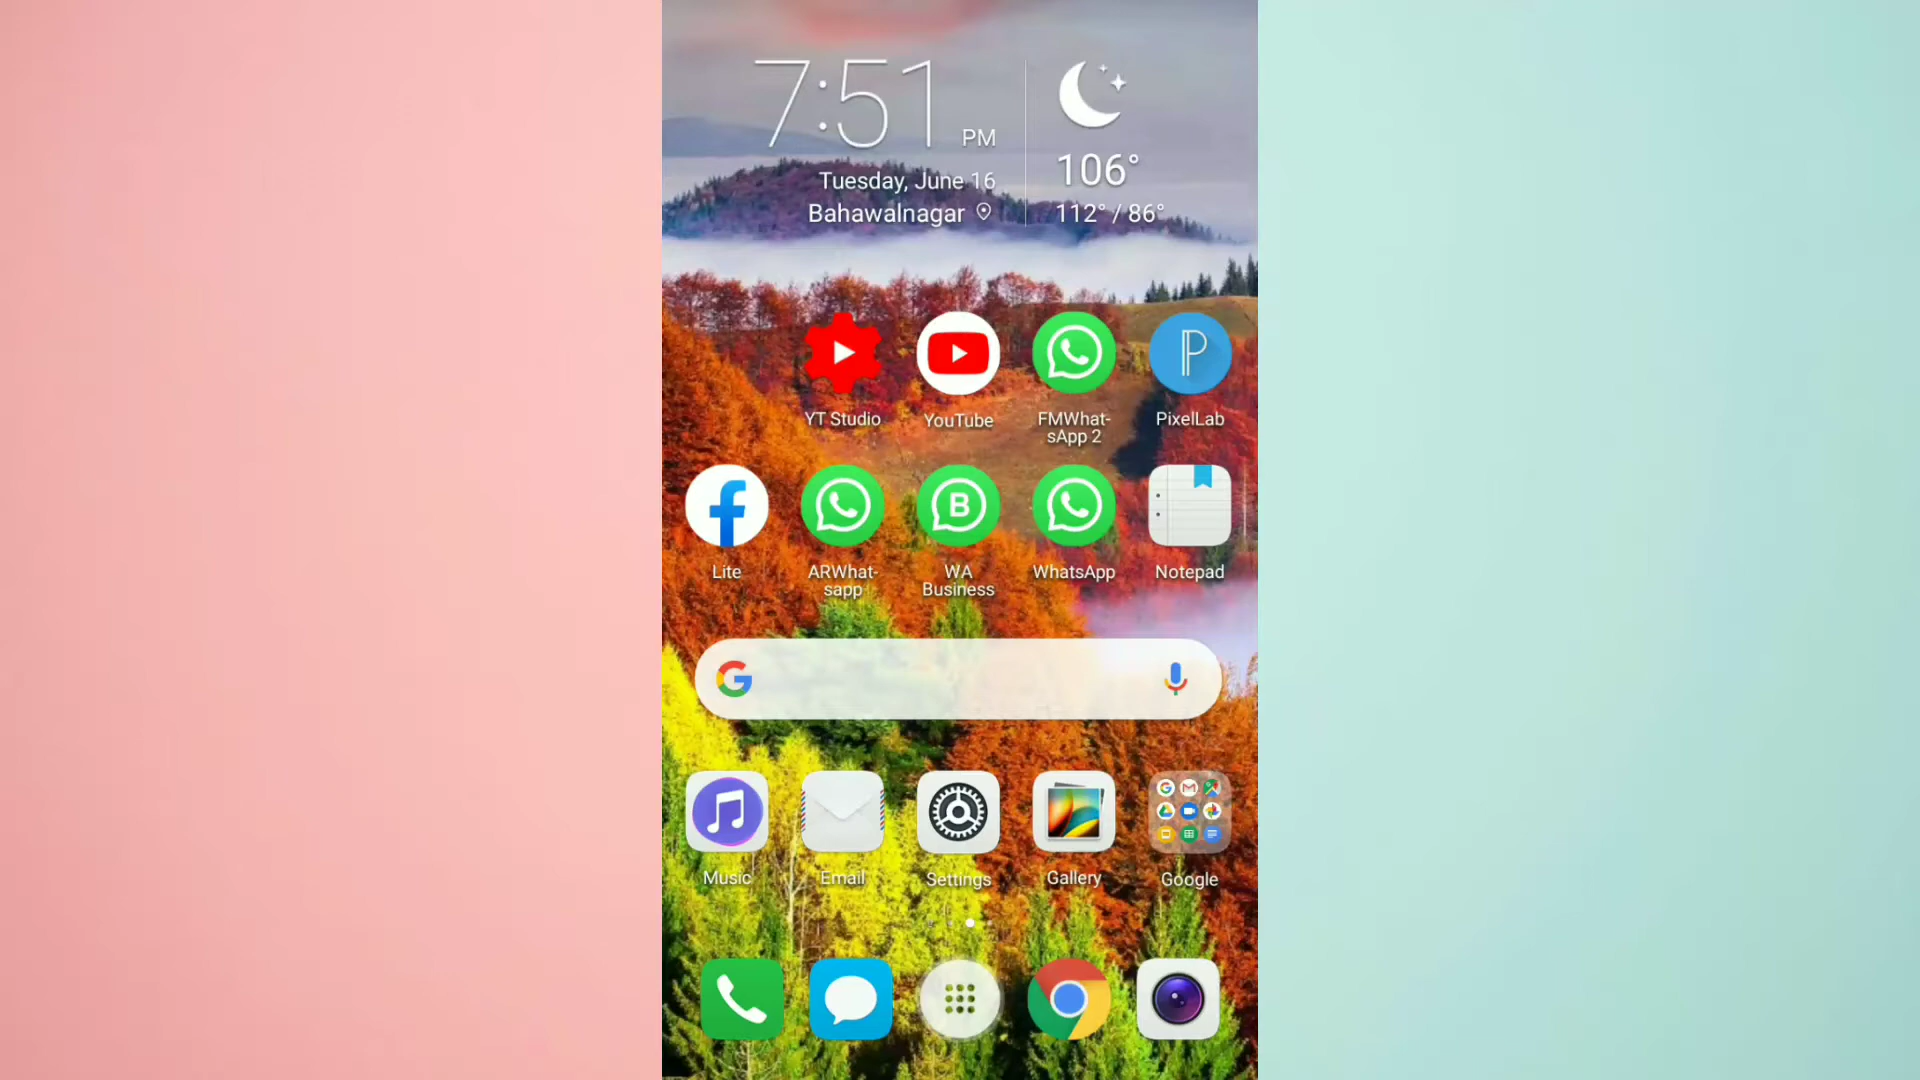 7:51 PM
Tuesday, June 16
Bahawalnagar
106°
112° / 86°
YT Studio
YouTube
FMWhat-
sApp 2
PixelLab
Lite
ARWhat-
sapp
WA
Business
WhatsApp
Notepad
Music
Email
Settings
Gallery
Google